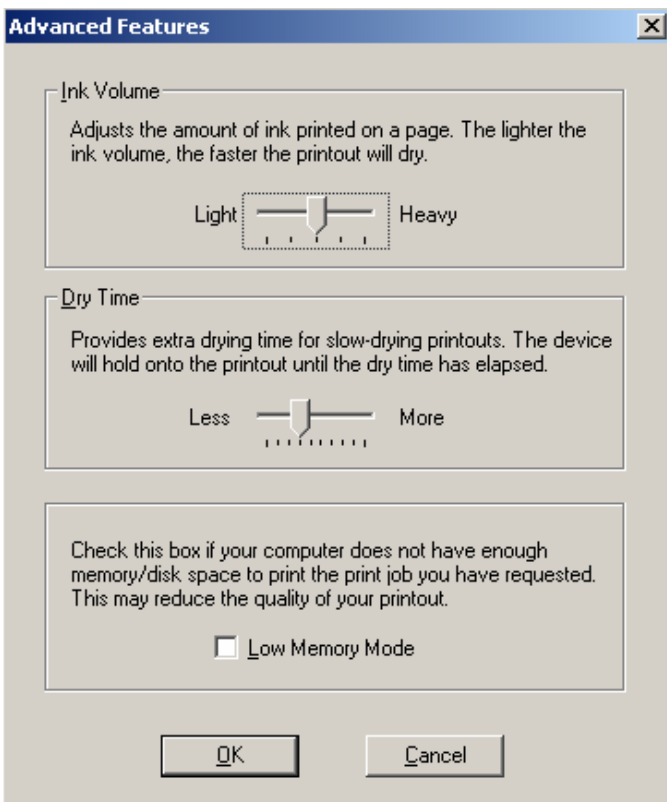 Advanced Features
Ink Volume
Adjusts the amount of ink printed on a page. The lighter the
ink volume, the faster the printout will dry.
Light Heavy
Dry Time
Provides extra drying time for slow-drying printouts. The device
will hold onto the printout until the dry time has elapsed.
Less More
Check this box if your computer does not have enough
memory/disk space to print the print job you have requested.
This may reduce the quality of your printout.
Low Memory Mode
OK Cancel